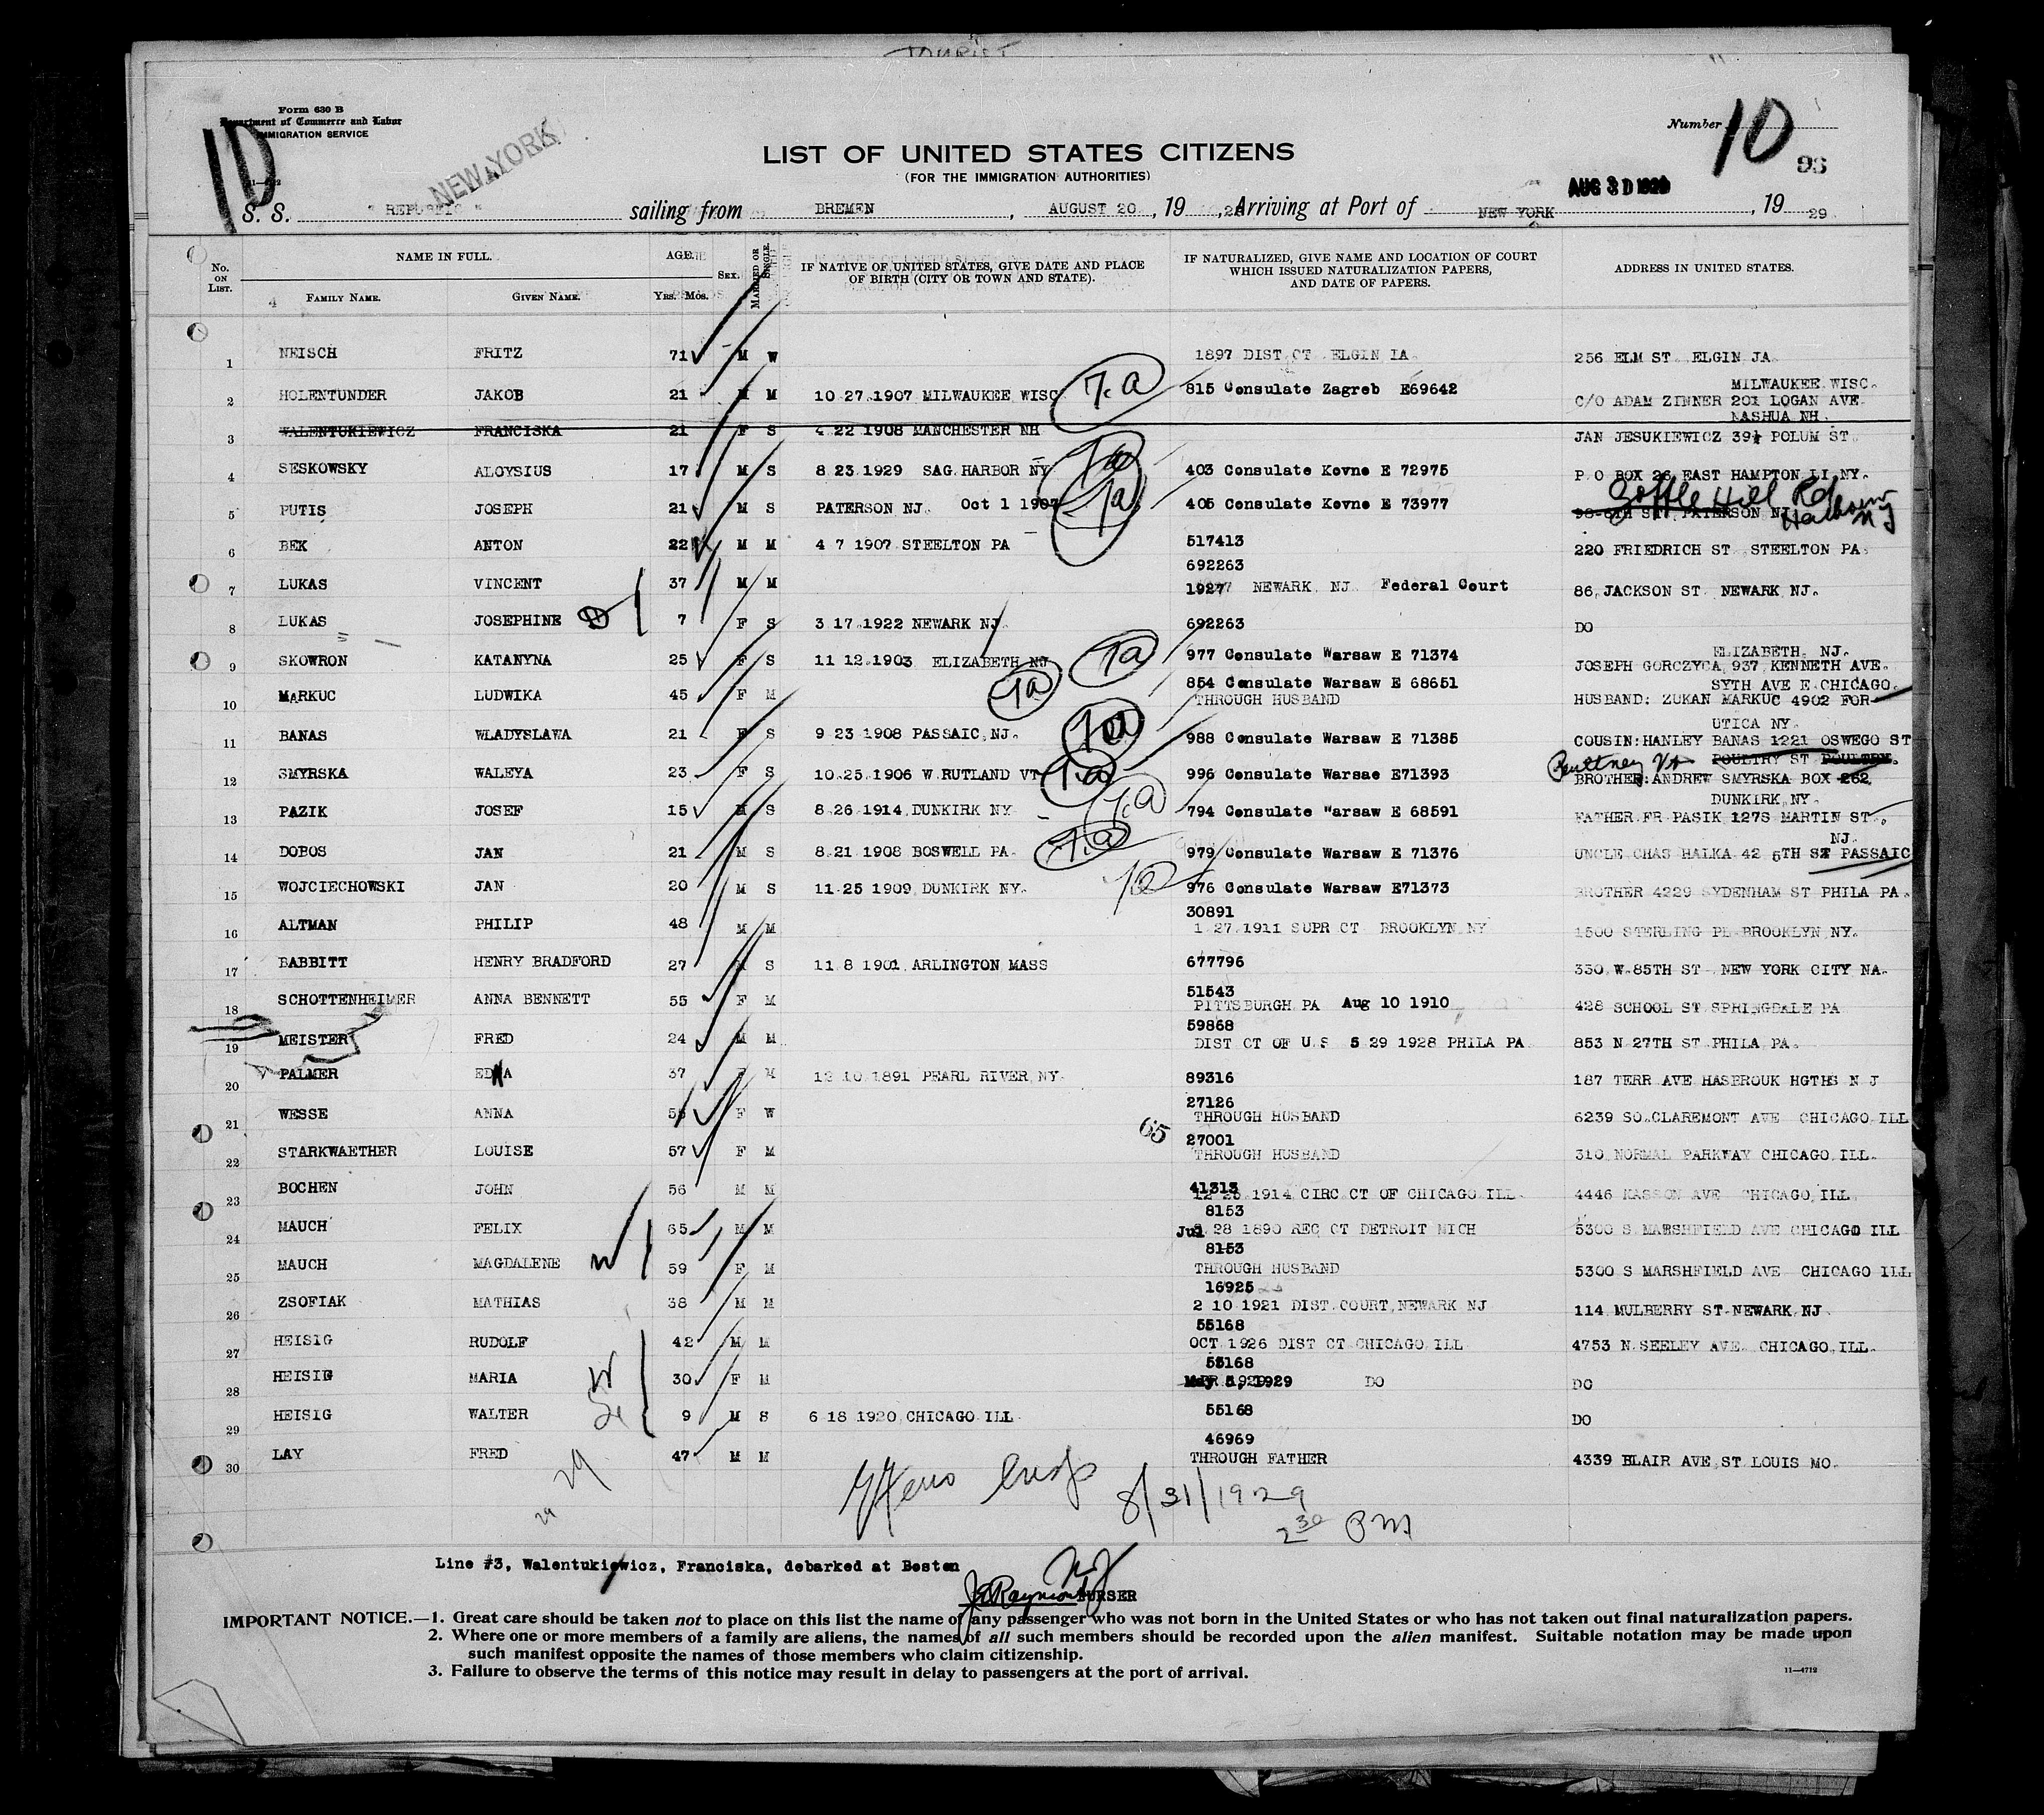 TOURIST
Form 630 B
Department of Commerce and Labor
IMMIGRATION SERVICE
10
NEW YORK
Number 10
96
LIST OF UNITED STATES CITIZENS
(FOR THE IMMIGRATION AUTHORITIES)
AUG 30 1929
S. S. "REPUBLIC" sailing from BREMEN, AUGUST 20, 19 29, Arriving at Port of NEW YORK, 19 29
No. ON LIST. NAME IN FULL. AGE. SEX. MARRIED OR SINGLE. IF NATIVE OF UNITED STATES, GIVE DATE AND PLACE OF BIRTH (CITY OR TOWN AND STATE). IF NATURALIZED, GIVE NAME AND LOCATION OF COURT WHICH ISSUED NATURALIZATION PAPERS, AND DATE OF PAPERS. ADDRESS IN UNITED STATES.
4 FAMILY NAME. GIVEN NAME. YRS. MOS.
1 NEISCH FRITZ 71 M W 1897 DIST CT ELGIN IA. 256 ELM ST ELGIN JA
MILWAUKEE WISC.
2 HOLENTUNDER JAKOB 21 M M 10 27 1907 MILWAUKEE WISC 815 Consulate Zagreb E69642 C/O ADAM ZINNER 201 LOGAN AVE
NASHUA NH.
3 WALENTUKIEWICZ FRANCISKA 21 F S 4 22 1908 MANCHESTER NH JAN JESUKIEWICZ 39½ POLUM ST.
4 SESKOWSKY ALOYSIUS 17 M S 8 23 1929 SAG HARBOR NY 403 Consulate Kovno E 72975 P O BOX 26 EAST HAMPTON LI NY.
Goffle Hill Rd
5 PUTIS JOSEPH 21 M S PATERSON NJ. Oct 1 1907 405 Consulate Kovno E 73977 PATERSON NJ
6 BEK ANTON 22 M M 4 7 1907 STEELTON PA 517413 220 FRIEDRICH ST STEELTON PA
692263
7 LUKAS VINCENT 37 M M 1927 NEWARK NJ Federal Court 86 JACKSON ST NEWARK NJ.
8 LUKAS JOSEPHINE D 7 F S 3 17 1922 NEWARK NJ. 692263 DO
ELIZABETH NJ.
9 SKOWRON KATANYNA 25 F S 11 12 1903 ELIZABETH NJ 977 Consulate Warsaw E 71374 JOSEPH GORCZYCA 937 KENNETH AVE.
854 Consulate Warsaw E 68651 SYTH AVE E CHICAGO
10 MARKUC LUDWIKA 45 F M THROUGH HUSBAND HUSBAND: ZUKAN MARKUC 4902 FOR
UTICA NY.
11 BANAS WLADYSLAWA 21 F S 9 23 1908 PASSAIC, NJ. 988 Consulate Warsaw E 71385 COUSIN: HANLEY BANAS 1221 OSWEGO ST
Poultney Vt POULTRY ST POULTRY.
12 SMYRSKA WALEYA 23 F S 10 25 1906 W RUTLAND VT 996 Consulate Warsae E71393 BROTHER: ANDREW SMYRSKA BOX 262
DUNKIRK NY.
13 PAZIK JOSEF 15 M S 8 26 1914 DUNKIRK NY 794 Consulate "arsaw E 68591 FATHER FR PASIK 127S MARTIN ST.
NJ.
14 DOBOS JAN 21 M S 8 21 1908 BOSWELL PA 979 Consulate Warsaw E 71376 UNCLE CHAS HALKA 42 5TH ST PASSAIC
15 WOJCIECHOWSKI JAN 20 M S 11 25 1909 DUNKIRK NY. 976 Consulate Warsaw E71373 BROTHER 4229 SYDENHAM ST PHILA PA.
30891
16 ALTMAN PHILIP 48 M M 1 27 1911 SUPR CT BROOKLYN NY 1500 STERLING PL BROOKLYN NY.
17 BABBITT HENRY BRADFORD 27 M S 11 8 1901 ARLINGTON MASS 677796 330 W 85TH ST NEW YORK CITY NA.
51543
18 SCHOTTENHEIMER ANNA BENNETT 55 F M PITTSBURGH PA Aug 10 1910 428 SCHOOL ST SPRINGDALE PA
59868
19 MEISTER FRED 24 M M DIST CT OF U S 5 29 1928 PHILA PA 853 N 27TH ST PHILA PA.
20 PALMER EDNA 37 F M 12 10 1891 PEARL RIVER NY. 89316 187 TERR AVE HASBROUK HGTHS N J
27126
21 WESSE ANNA 55 F W 65 THROUGH HUSBAND 6239 SO. CLAREMONT AVE CHICAGO ILL
27001
22 STARKWAETHER LOUISE 57 F M THROUGH HUSBAND 310 NORMAL PARKWAY CHICAGO ILL.
41313
23 BOCHEN JOHN 56 M M 12 28 1914 CIRC CT OF CHICAGO ILL 4446 MASSON AVE CHICAGO, ILL
8153
24 MAUCH FELIX 65 M M Jul 28 1890 REC CT DETROIT MICH 5300 S MARSHFIELD AVE CHICAGO ILL
8153
25 MAUCH MAGDALENE W 59 F M THROUGH HUSBAND 5300 S MARSHFIELD AVE CHICAGO ILL
16925
26 ZSOFIAK MATHIAS 38 M M 2 10 1921 DIST COURT NEWARK NJ 114 MULBERRY ST NEWARK NJ
55168
27 HEISIG RUDOLF 42 M M OCT 1926 DIST CT CHICAGO ILL 4753 N SEELEY AVE CHICAGO ILL.
55168
28 HEISIG MARIA W 30 F M May 5, 1929 DO DO
29 HEISIG WALTER 9 M S 6 18 1920 CHICAGO ILL 55168 DO
46969
30 LAY FRED 47 M M THROUGH FATHER 4339 BLAIR AVE ST LOUIS MO.
29
8/31/1929
29
2 30 PM
Line #3, Walentukiewicz, Franciska, debarked at Boston
PURSER
IMPORTANT NOTICE.—1. Great care should be taken not to place on this list the name of any passenger who was not born in the United States or who has not taken out final naturalization papers.
2. Where one or more members of a family are aliens, the names of all such members should be recorded upon the alien manifest. Suitable notation may be made upon
such manifest opposite the names of those members who claim citizenship.
3. Failure to observe the terms of this notice may result in delay to passengers at the port of arrival.
11—4712